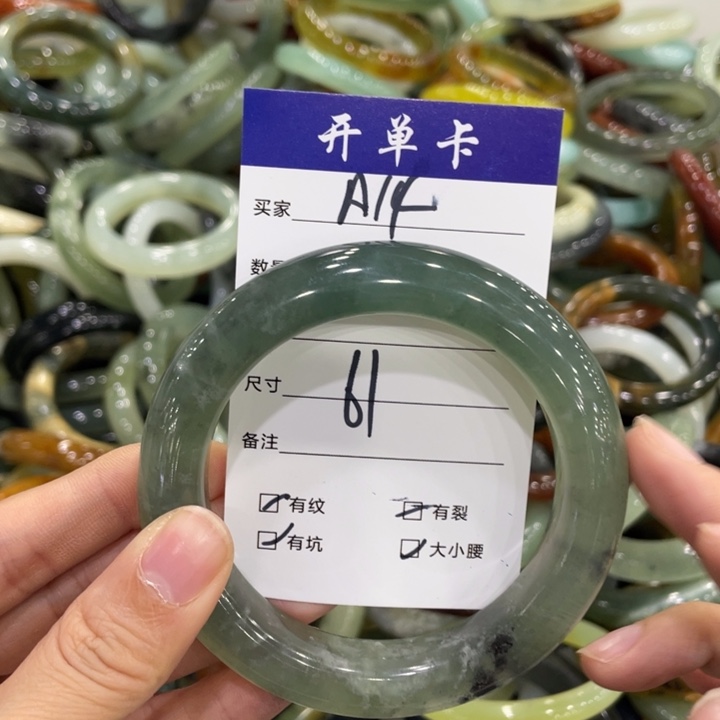 开单卡
买家 A14
数
尺寸 61
备注
☑有纹 ☑有裂
☑有坑 ☑大小腰